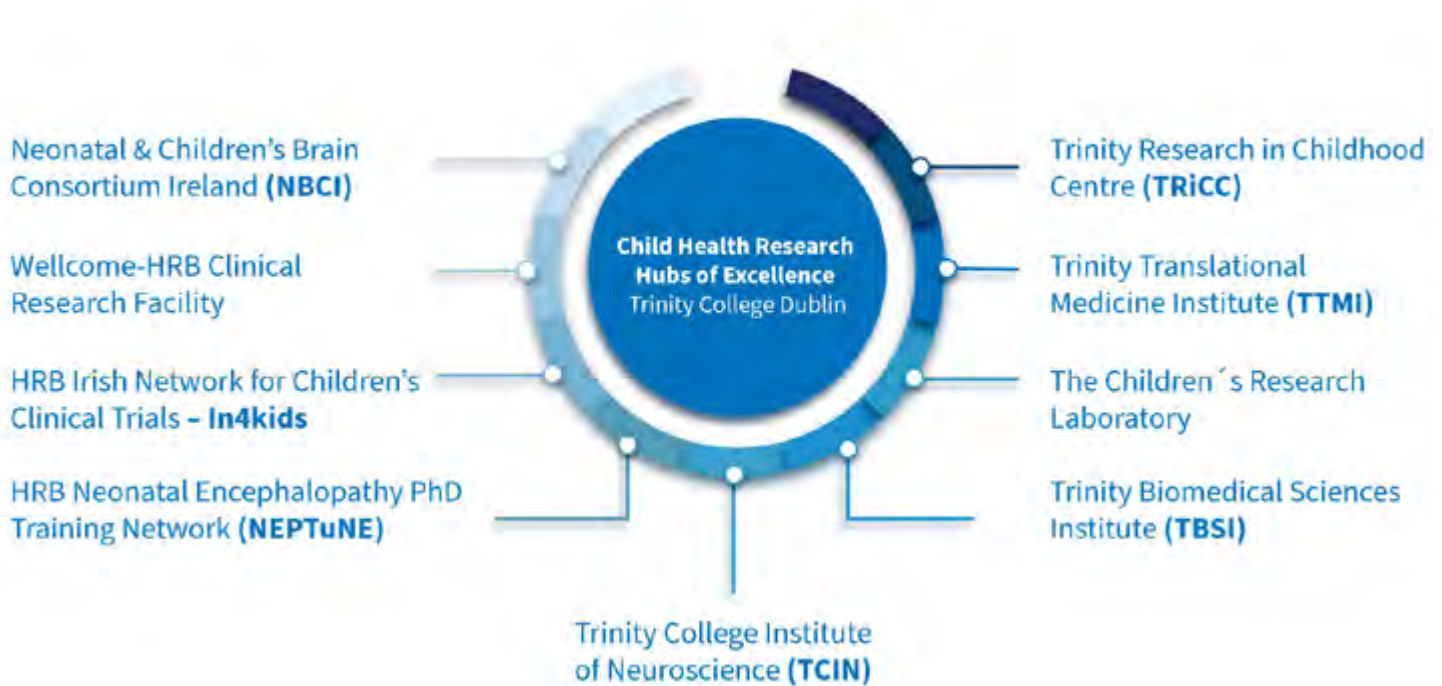 Child Health Research
Hubs of Excellence
Trinity College Dublin
Neonatal & Children's Brain
Consortium Ireland (NBCI)
Wellcome-HRB Clinical
Research Facility
HRB Irish Network for Children's
Clinical Trials – In4kids
HRB Neonatal Encephalopathy PhD
Training Network (NEPTuNE)
Trinity College Institute
of Neuroscience (TCIN)
Trinity Research in Childhood
Centre (TRiCC)
Trinity Translational
Medicine Institute (TTMI)
The Children´s Research
Laboratory
Trinity Biomedical Sciences
Institute (TBSI)